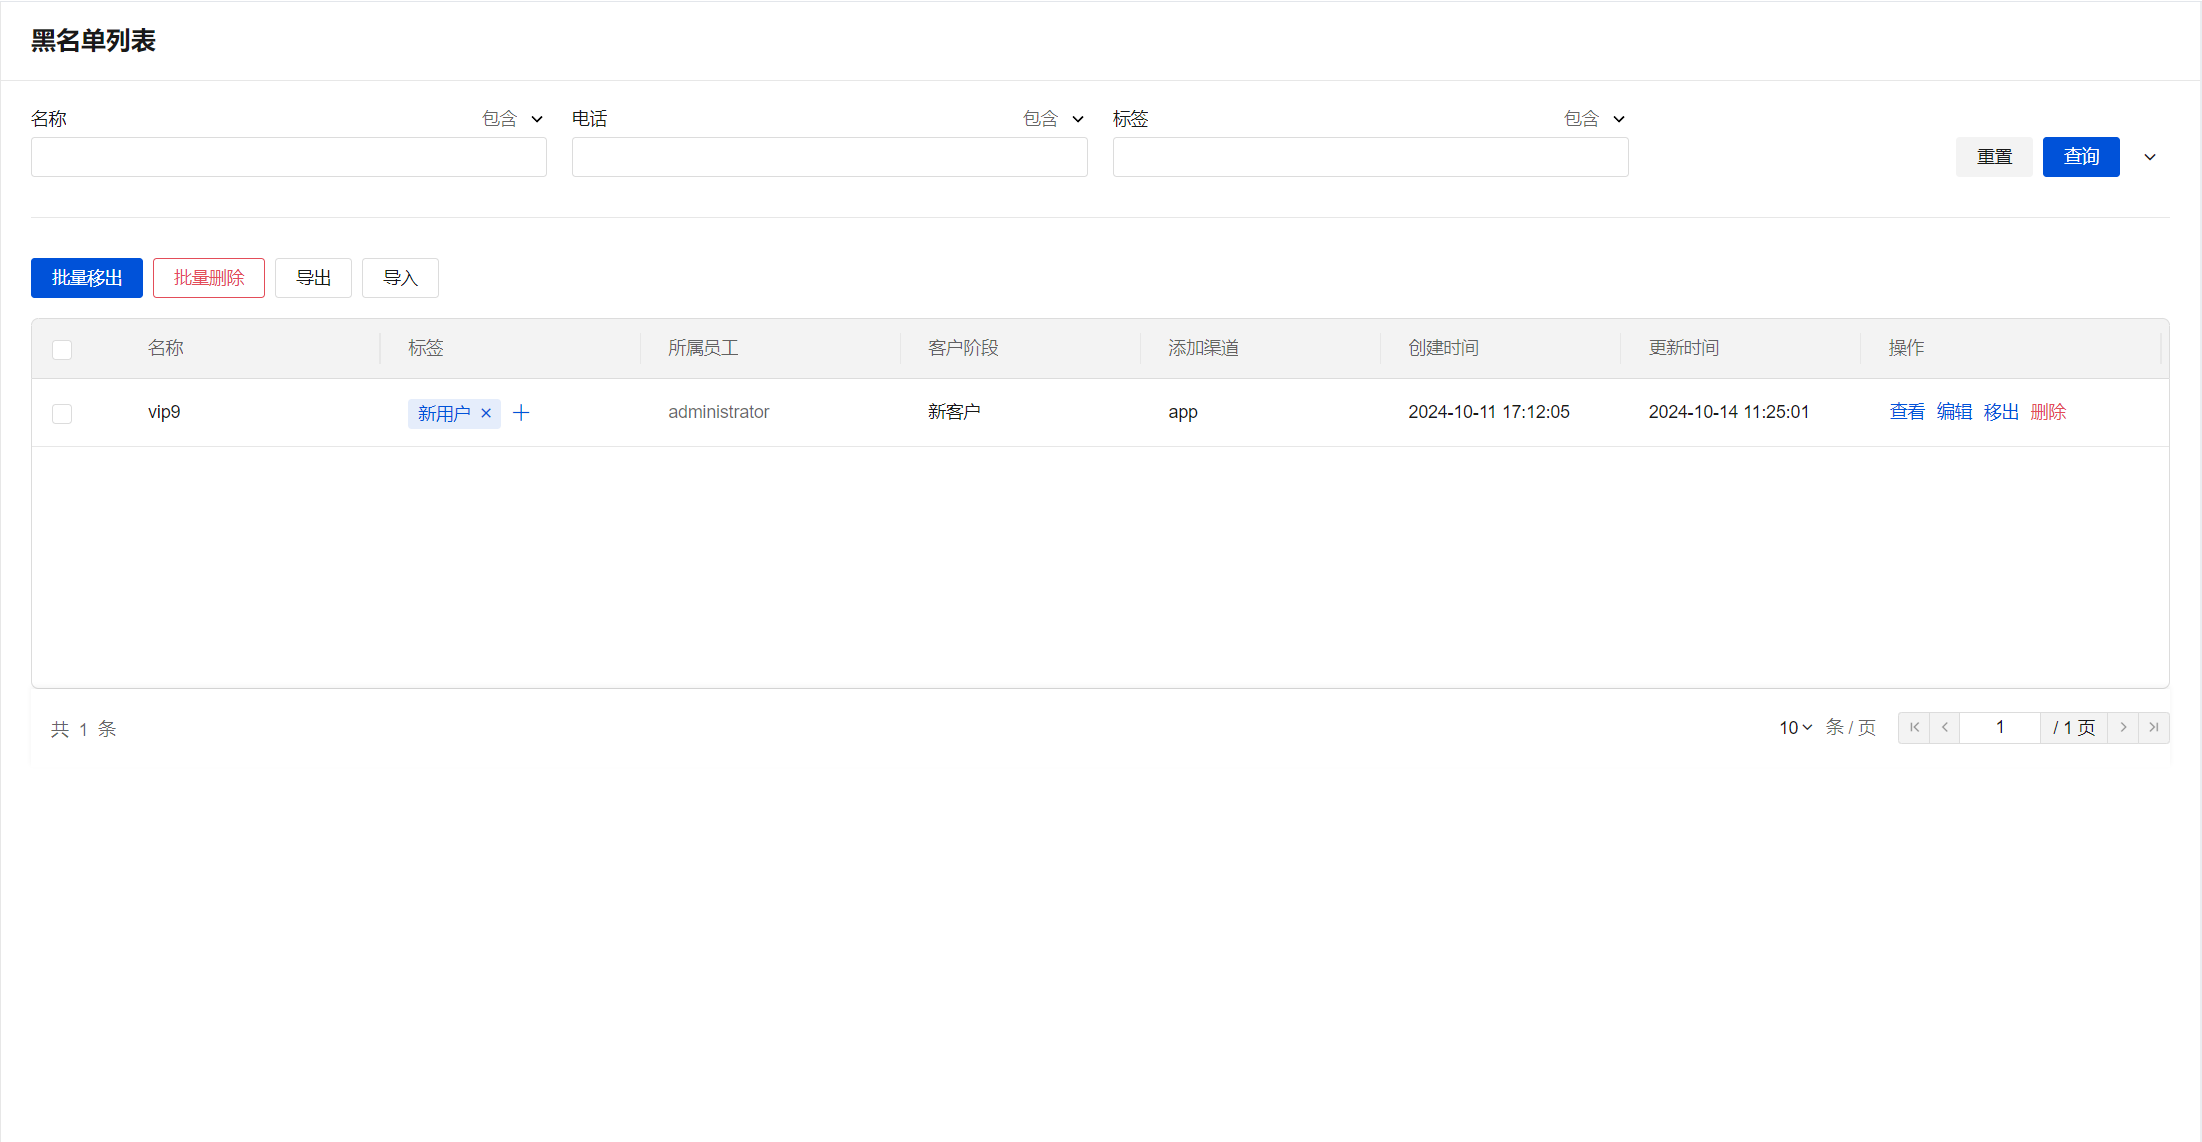 黑名单列表
名称 包含 电话 包含 标签 包含
重置 查询
批量移出 批量删除 导出 导入
名称 标签 所属员工 客户阶段 添加渠道 创建时间 更新时间 操作
vip9 新用户 administrator 新客户 app 2024-10-11 17:12:05 2024-10-14 11:25:01 查看 编辑 移出 删除
共 1 条 10 条 / 页 1 / 1 页